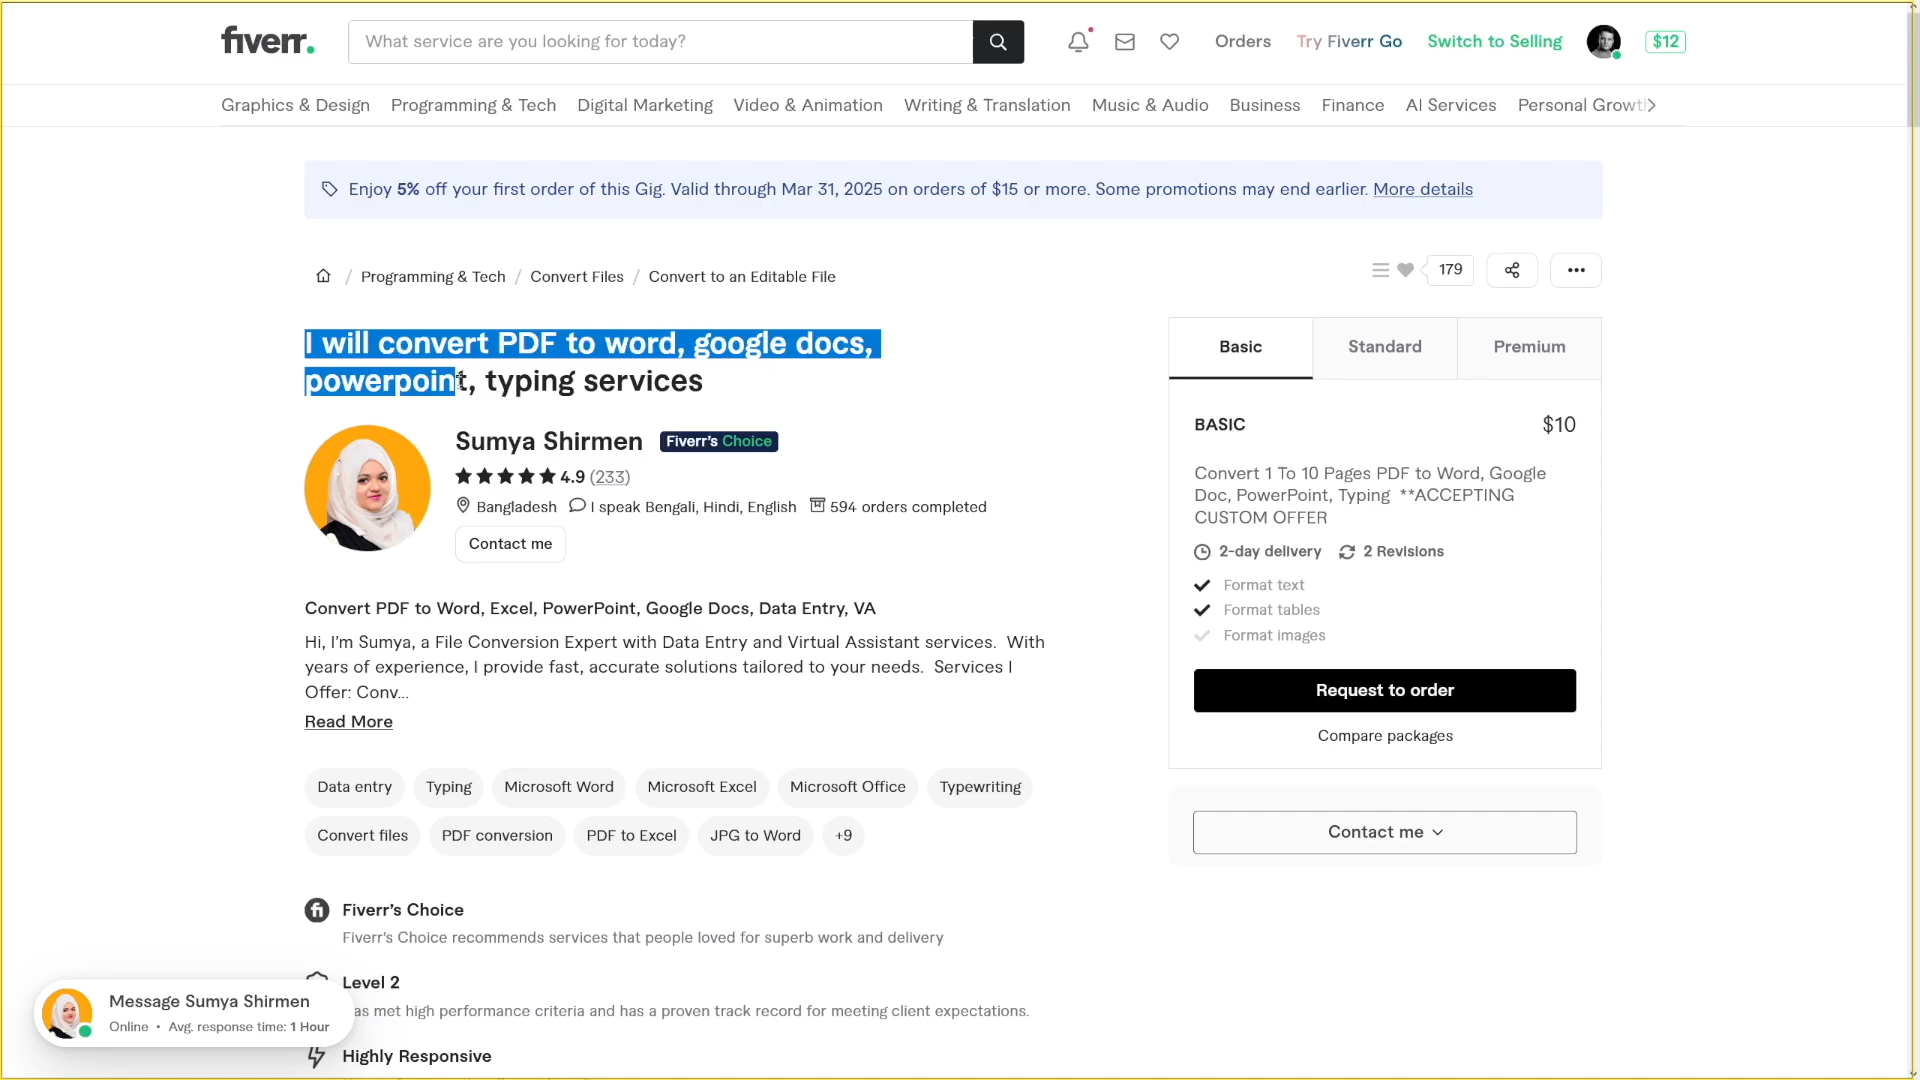 fiverr.
What service are you looking for today?
Orders
Try Fiverr Go
Switch to Selling
$12
Graphics & Design
Programming & Tech
Digital Marketing
Video & Animation
Writing & Translation
Music & Audio
Business
Finance
AI Services
Personal Growt
Enjoy 5% off your first order of this Gig. Valid through Mar 31, 2025 on orders of $15 or more. Some promotions may end earlier. More details
/ Programming & Tech / Convert Files / Convert to an Editable File
179
I will convert PDF to word, google docs,
powerpoint, typing services
Sumya Shirmen
Fiverr's Choice
4.9 (233)
Bangladesh
I speak Bengali, Hindi, English
594 orders completed
Contact me
Convert PDF to Word, Excel, PowerPoint, Google Docs, Data Entry, VA
Hi, I'm Sumya, a File Conversion Expert with Data Entry and Virtual Assistant services. With
years of experience, I provide fast, accurate solutions tailored to your needs. Services I
Offer: Conv...
Read More
Data entry
Typing
Microsoft Word
Microsoft Excel
Microsoft Office
Typewriting
Convert files
PDF conversion
PDF to Excel
JPG to Word
+9
fi
Fiverr's Choice
Fiverr's Choice recommends services that people loved for superb work and delivery
Level 2
as met high performance criteria and has a proven track record for meeting client expectations.
Highly Responsive
Message Sumya Shirmen
Online • Avg. response time: 1 Hour
Basic
Standard
Premium
BASIC
$10
Convert 1 To 10 Pages PDF to Word, Google
Doc, PowerPoint, Typing **ACCEPTING
CUSTOM OFFER
2-day delivery
2 Revisions
Format text
Format tables
Format images
Request to order
Compare packages
Contact me